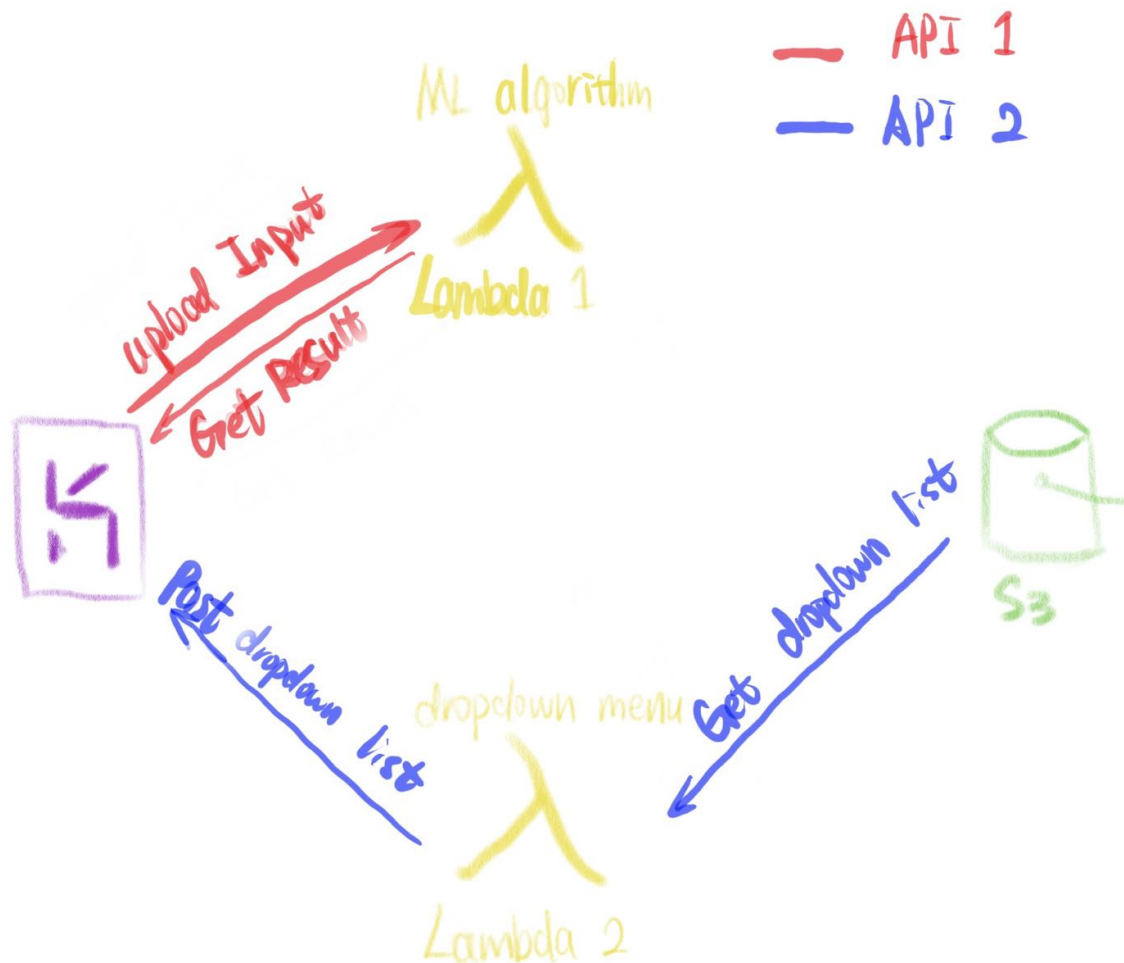 API 1
API 2
ML algorithm
Lambda 1
upload Input
Get Result
S3
Get dropdown list
Post dropdown list
dropdown menu
Lambda 2